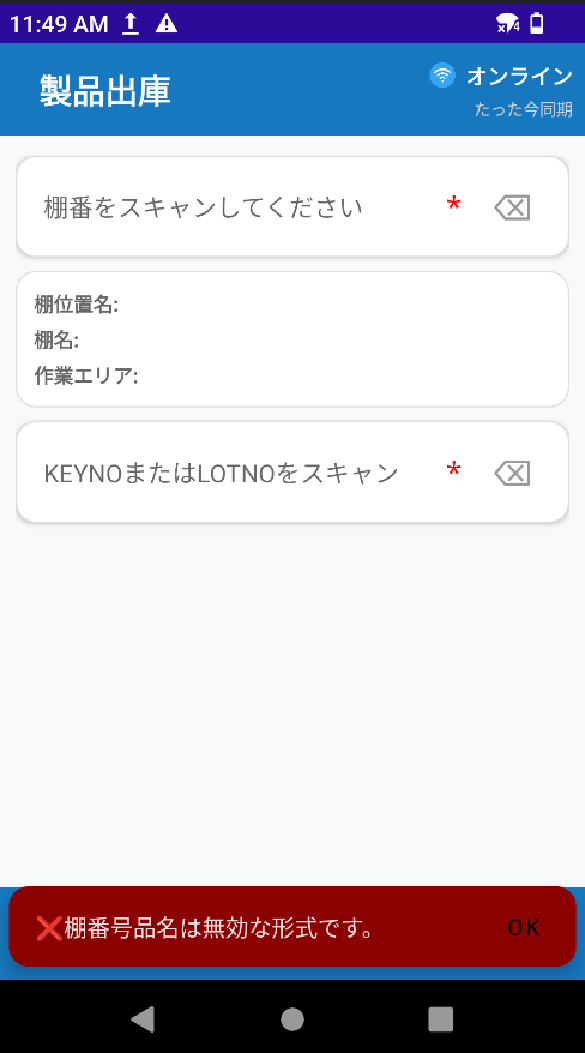 11:49 AM
製品出庫
オンライン
たった今同期
棚番をスキャンしてください *
棚位置名:
棚名:
作業エリア:
KEYNOまたはLOTNOをスキャン *
❌棚番号品名は無効な形式です。 OK